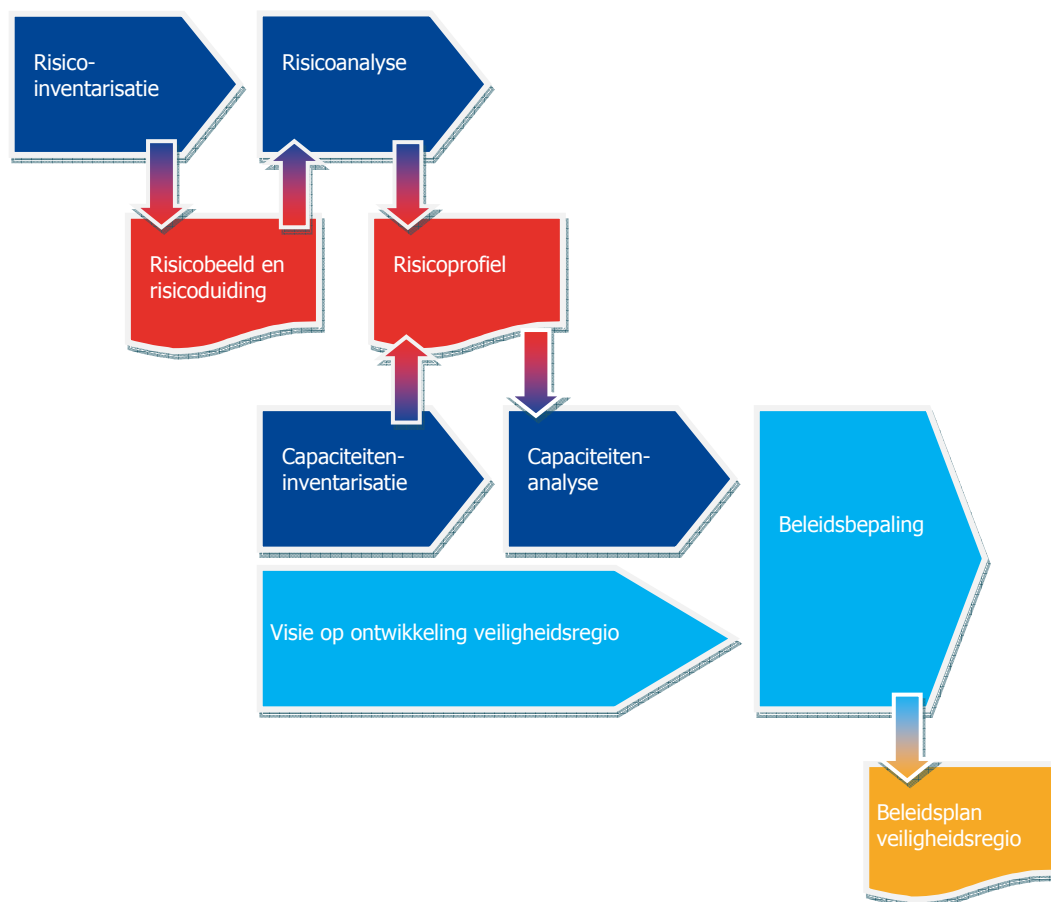 Risico-
inventarisatie
Risicoanalyse
Risicobeeld en
risicoduiding
Risicoprofiel
Capaciteiten-
inventarisatie
Capaciteiten-
analyse
Beleidsbepaling
Visie op ontwikkeling veiligheidsregio
Beleidsplan
veiligheidsregio